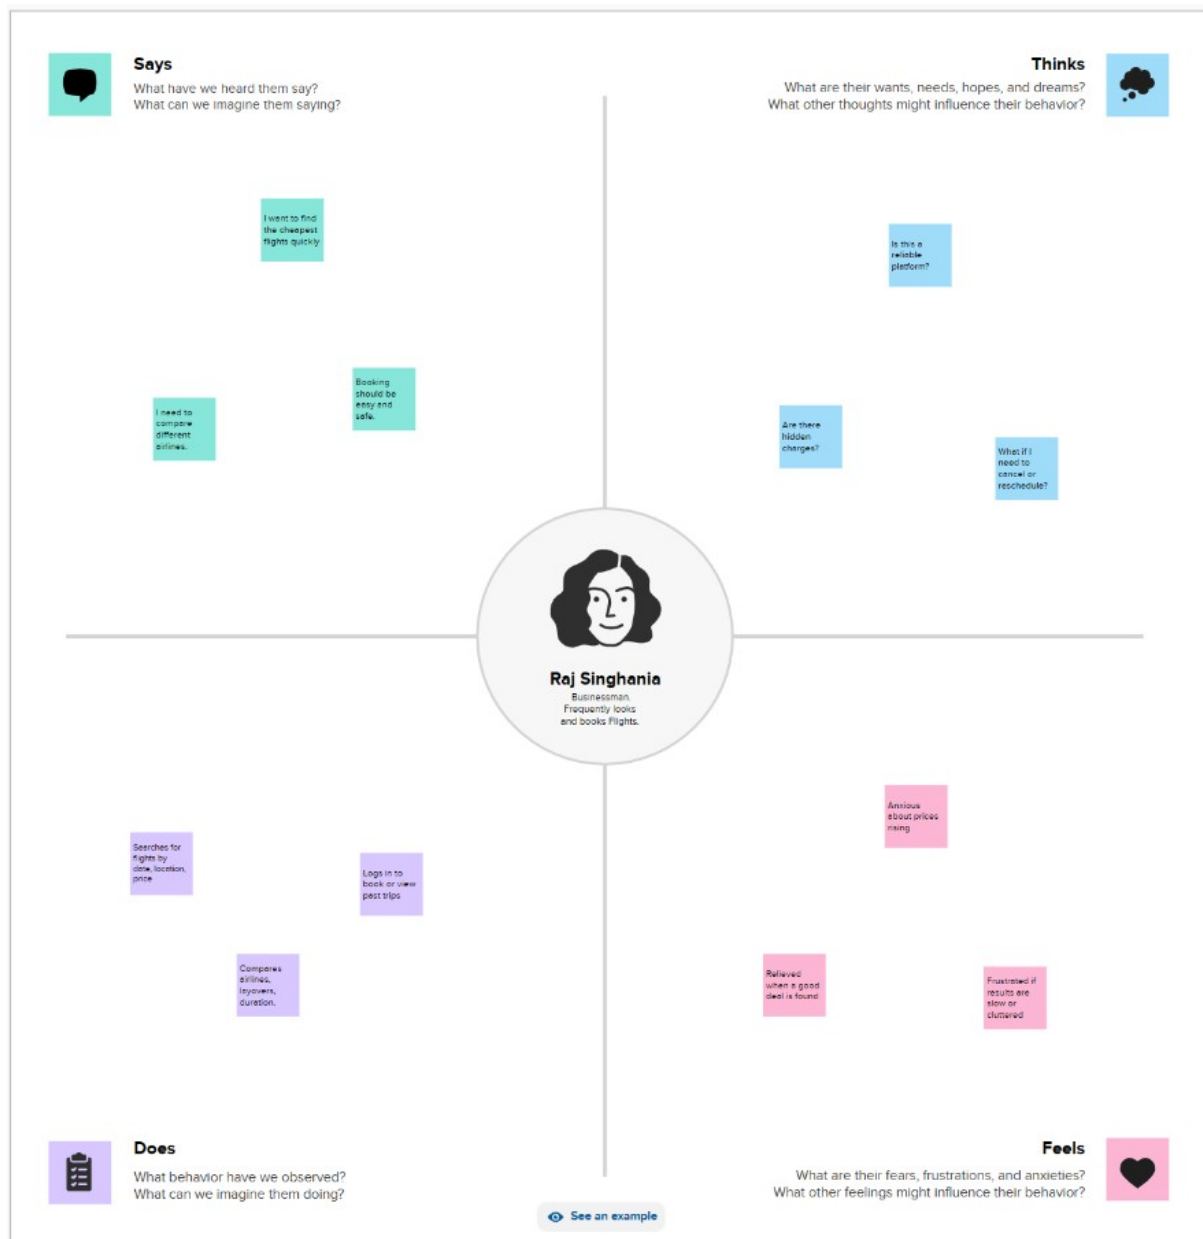 Says
What have we heard them say?
What can we imagine them saying?
Thinks
What are their wants, needs, hopes, and dreams?
What other thoughts might influence their behavior?
I want to find
the cheapest
flights quickly
I need to
compare
different
airlines.
Booking
should be
easy and
safe.
Is this a
reliable
platform?
Are there
hidden
charges?
What if I
need to
cancel or
reschedule?
Raj Singhania
Businessman.
Frequently looks
and books Flights.
Searches for
flights by
date, location,
price
Logs in to
book or view
past trips
Compares
airlines,
layovers,
duration.
Anxious
about prices
rising
Relieved
when a good
deal is found
Frustrated if
results are
slow or
cluttered
Does
What behavior have we observed?
What can we imagine them doing?
Feels
What are their fears, frustrations, and anxieties?
What other feelings might influence their behavior?
See an example